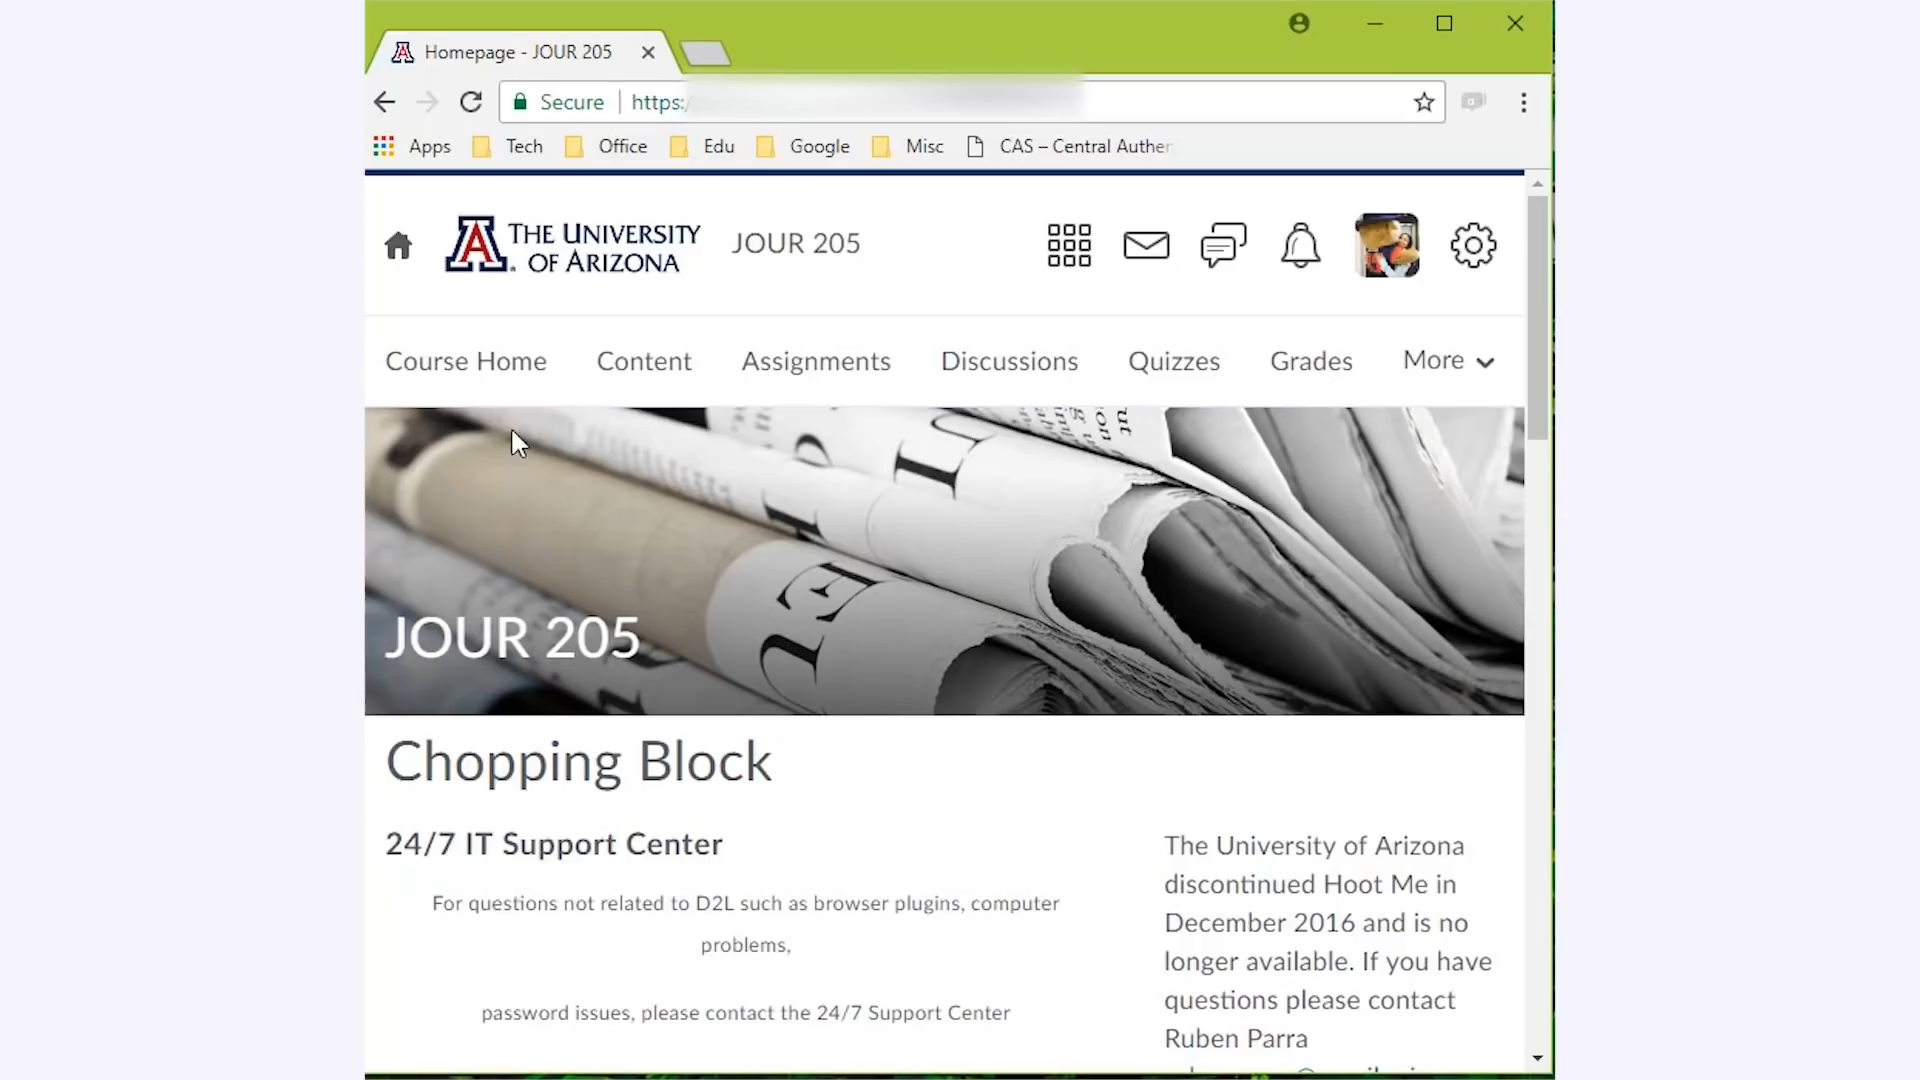 Homepage - JOUR 205
Secure https:
Apps Tech Office Edu Google Misc CAS – Central Authen
THE UNIVERSITY
OF ARIZONA
JOUR 205
Course Home Content Assignments Discussions Quizzes Grades More
JOUR 205
Chopping Block
24/7 IT Support Center
For questions not related to D2L such as browser plugins, computer
problems,
password issues, please contact the 24/7 Support Center
The University of Arizona
discontinued Hoot Me in
December 2016 and is no
longer available. If you have
questions please contact
Ruben Parra